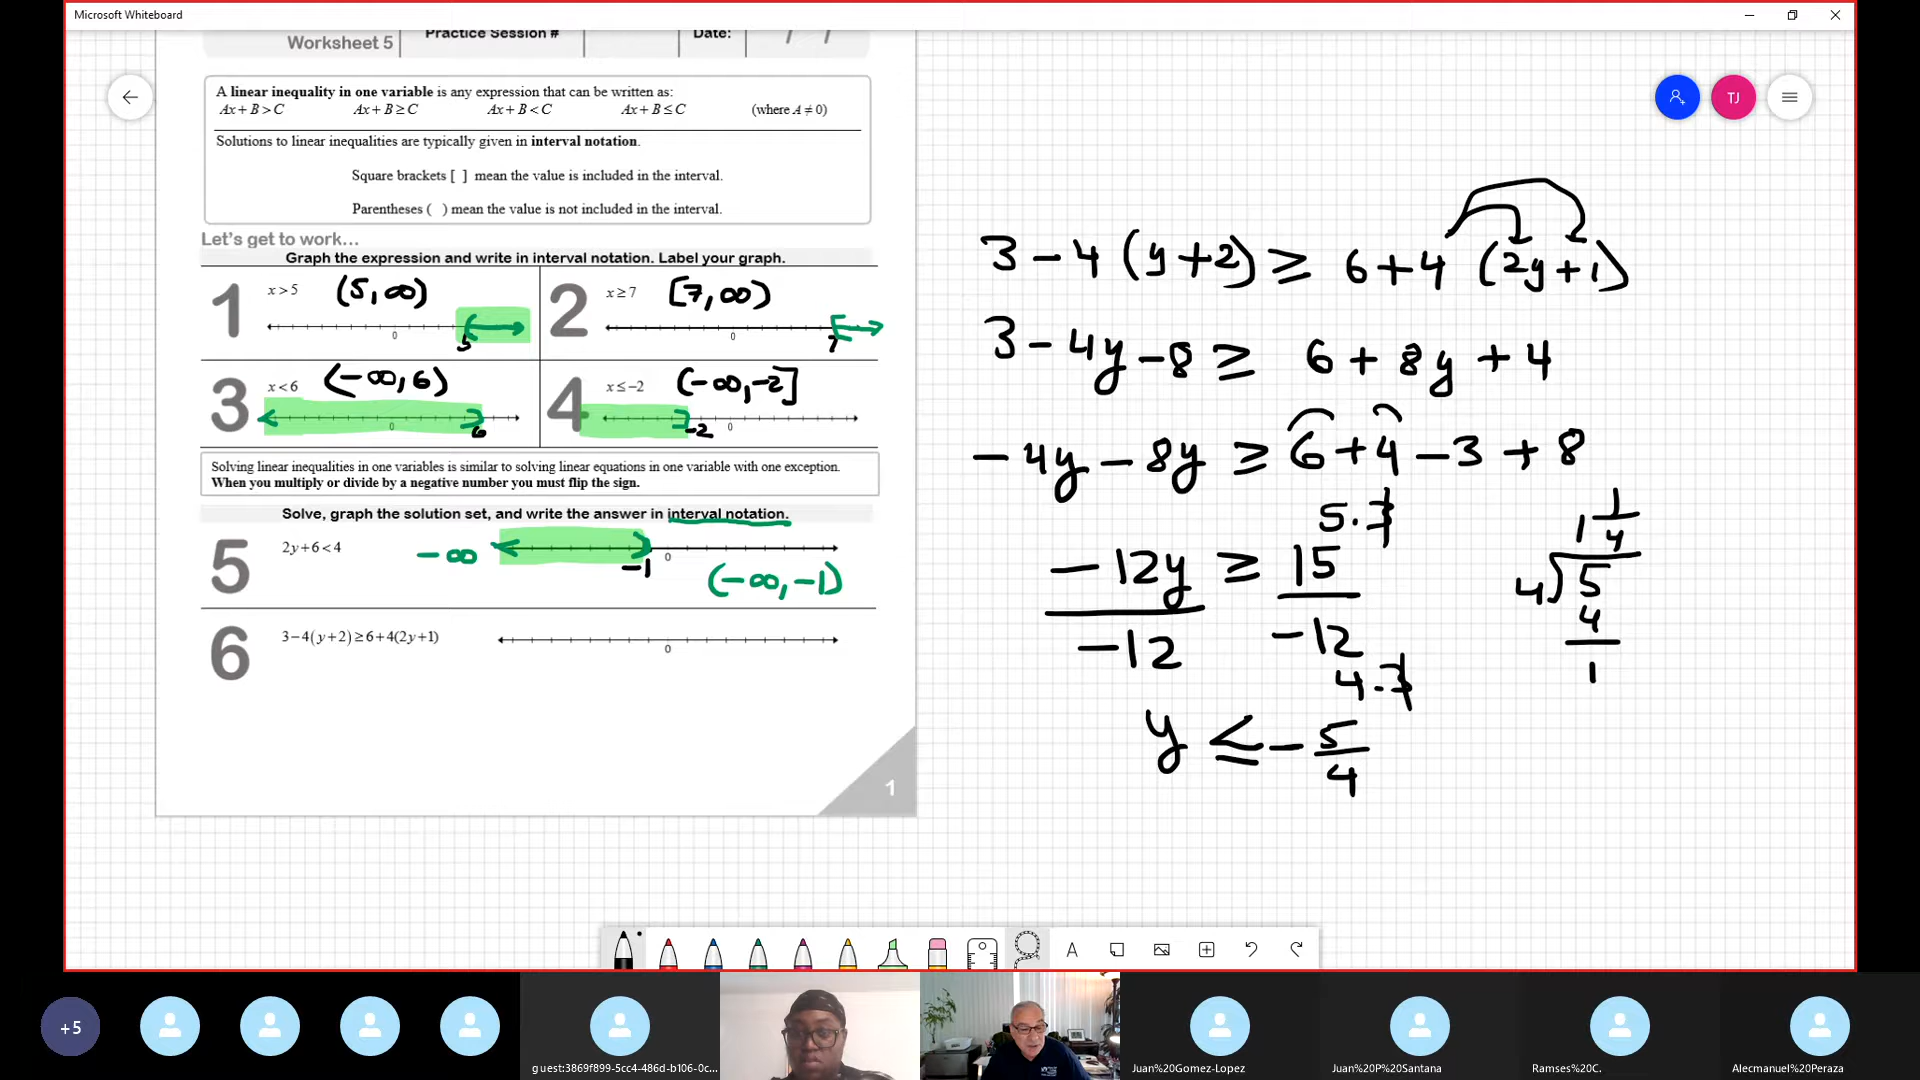 Microsoft Whiteboard
Worksheet 5 Practice Session # Date: / /
A linear inequality in one variable is any expression that can be written as:
Ax + B > C Ax + B ≥ C Ax + B < C Ax + B ≤ C (where A ≠ 0)
Solutions to linear inequalities are typically given in interval notation.
Square brackets [ ] mean the value is included in the interval.
Parentheses ( ) mean the value is not included in the interval.
Let's get to work...
Graph the expression and write in interval notation. Label your graph.
1 x > 5 (5, ∞)
0 5
2 x ≥ 7 [7, ∞)
0 7
3 x < 6 (-∞, 6)
0 6
4 x ≤ -2 (-∞, -2]
-2 0
Solving linear inequalities in one variables is similar to solving linear equations in one variable with one exception.
When you multiply or divide by a negative number you must flip the sign.
Solve, graph the solution set, and write the answer in interval notation.
5 2y + 6 < 4 -∞ -1 0
(-∞, -1)
6 3 - 4(y + 2) ≥ 6 + 4(2y + 1) 0
1
3 - 4 (y + 2) ≥ 6 + 4 (2y + 1)
3 - 4y - 8 ≥ 6 + 8y + 4
-4y - 8y ≥ 6 + 4 - 3 + 8
5 · 3
-12y ≥ 15
-12 -12
4 · 3
y ≤ - 5/4
1 1/4
4 5
4
1
TJ
A
+5
guest:3869f899-5cc4-486d-b106-0c...
Juan%20Gomez-Lopez
Juan%20P%20Santana
Ramses%20C.
Alecmanuel%20Peraza